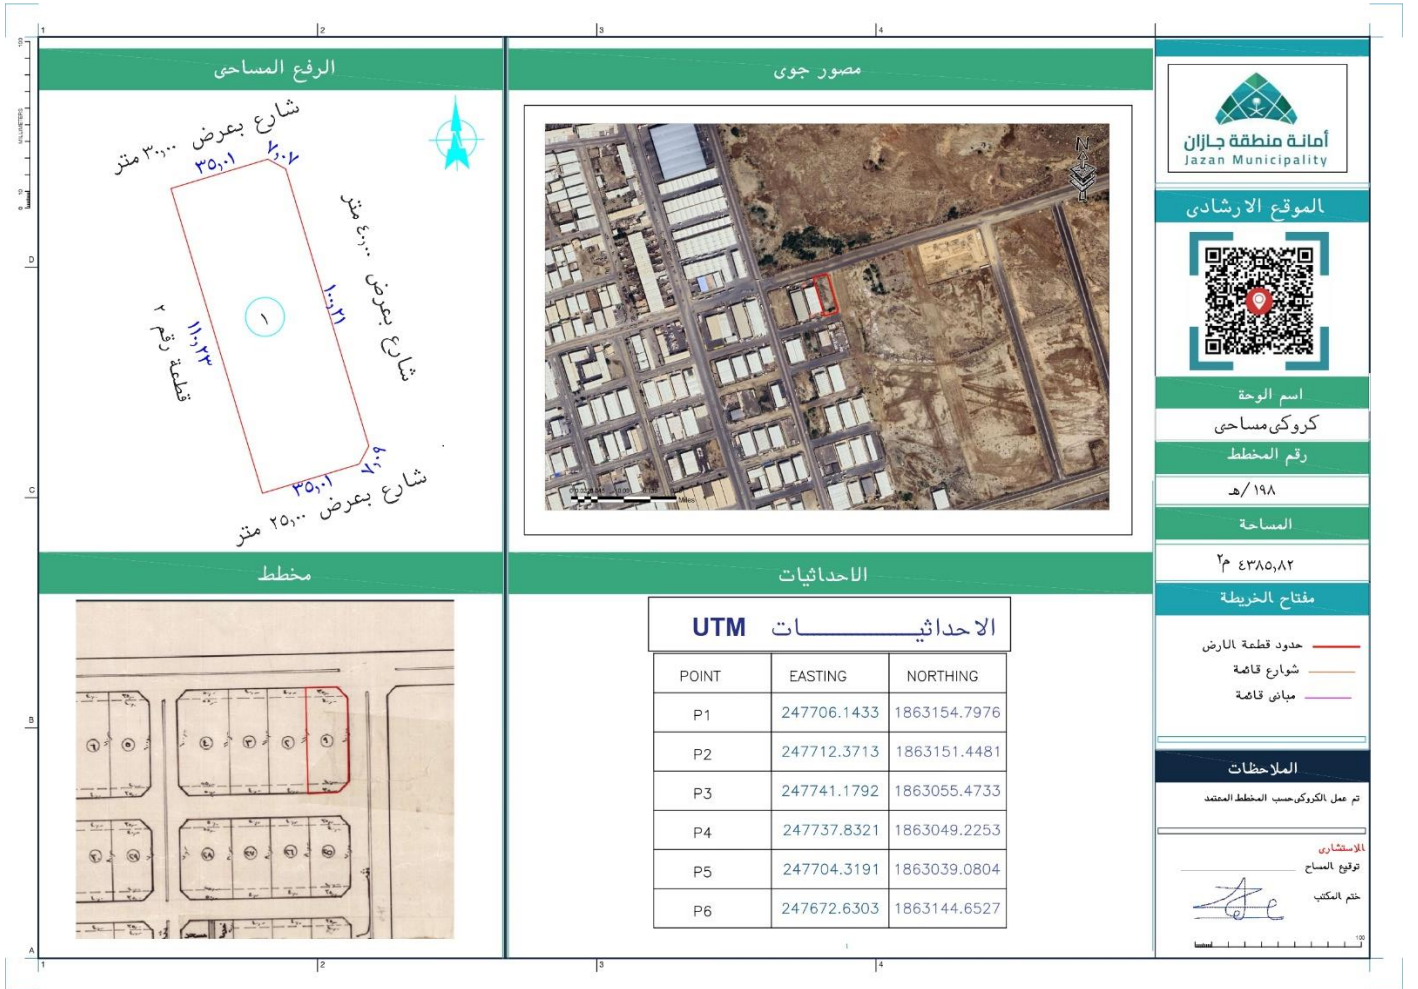 الرفع المساحى
شارع بعرض ٣٠,٠٠ متر
٣٥,٠١
٧,٠٧
شارع بعرض ٤٠,٠٠ متر
١٠٠,٢١
١
١١٠,٢٣
قطعة رقم ٢
٧,٠٩
٣٥,٠١
شارع بعرض ٢٥,٠٠ متر
مصور جوى
N
Miles
أمانة منطقة جازان
Jazan Municipality
الموقع الارشادى
اسم الوحة
كروكى مساحى
رقم المخطط
١٩٨/هـ
المساحة
٤٣٨٥,٨٢ م٢
مفتاح الخريطة
حدود قطعة الارض
شوارع قائمة
مبانى قائمة
الملاحظات
تم عمل الكروكى حسب المخطط المعتمد
الاستشارى
توقيع المساح
ختم المكتب
مخطط
الاحداثيات
الاحداثيــــــات UTM
POINT EASTING NORTHING
P1 247706.1433 1863154.7976
P2 247712.3713 1863151.4481
P3 247741.1792 1863055.4733
P4 247737.8321 1863049.2253
P5 247704.3191 1863039.0804
P6 247672.6303 1863144.6527